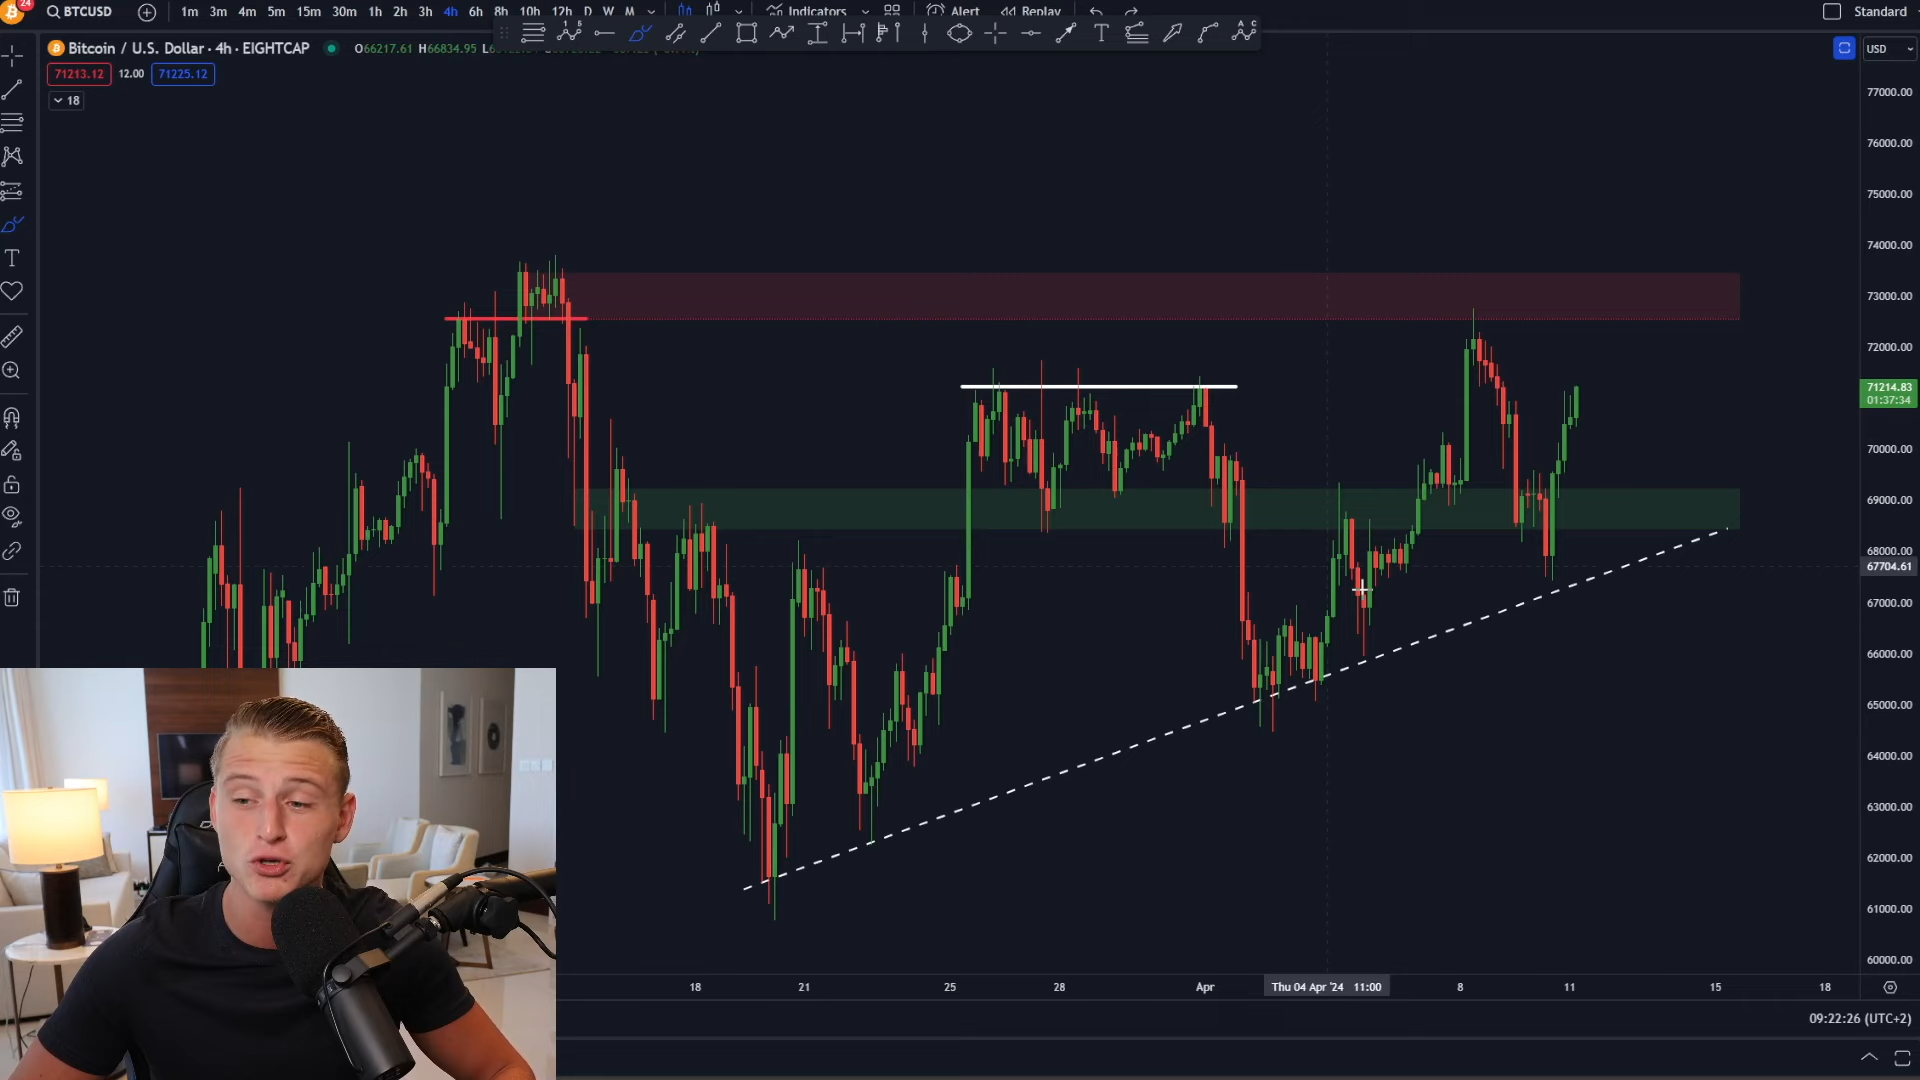 24
BTCUSD
1m 3m 4m 5m 15m 30m 1h 2h 3h 4h 6h 8h 10h 12h D W M
Indicators
Alert
Replay
Standard
Bitcoin / U.S. Dollar · 4h · EIGHTCAP
O66217.61 H66834.95
USD
71213.12 12.00 71225.12
18
77000.00
76000.00
75000.00
74000.00
73000.00
72000.00
71214.83
01:37:34
70000.00
69000.00
68000.00
67704.61
67000.00
66000.00
65000.00
64000.00
63000.00
62000.00
61000.00
60000.00
18 21 25 28 Apr Thu 04 Apr '24 11:00 8 11 15 18
09:22:26 (UTC+2)